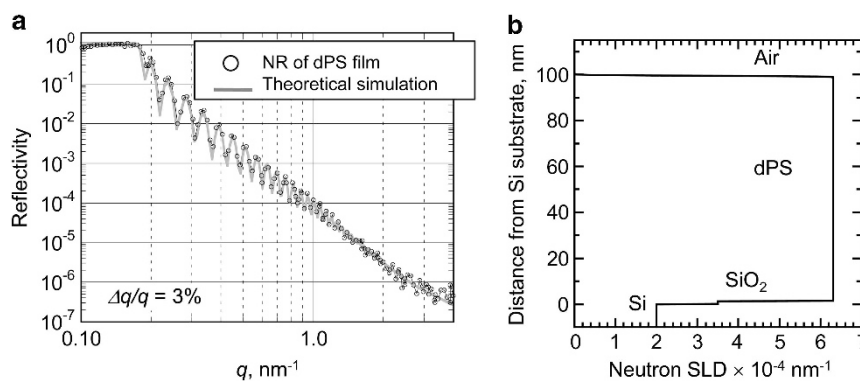 a
NR of dPS film
Theoretical simulation
10⁰
10⁻¹
10⁻²
10⁻³
10⁻⁴
10⁻⁵
10⁻⁶
10⁻⁷
Reflectivity
Δq/q = 3%
0.10 1.0
q, nm⁻¹
b
Air
dPS
SiO₂
Si
100
80
60
40
20
0
Distance from Si substrate, nm
0 1 2 3 4 5 6 7
Neutron SLD × 10⁻⁴ nm⁻¹